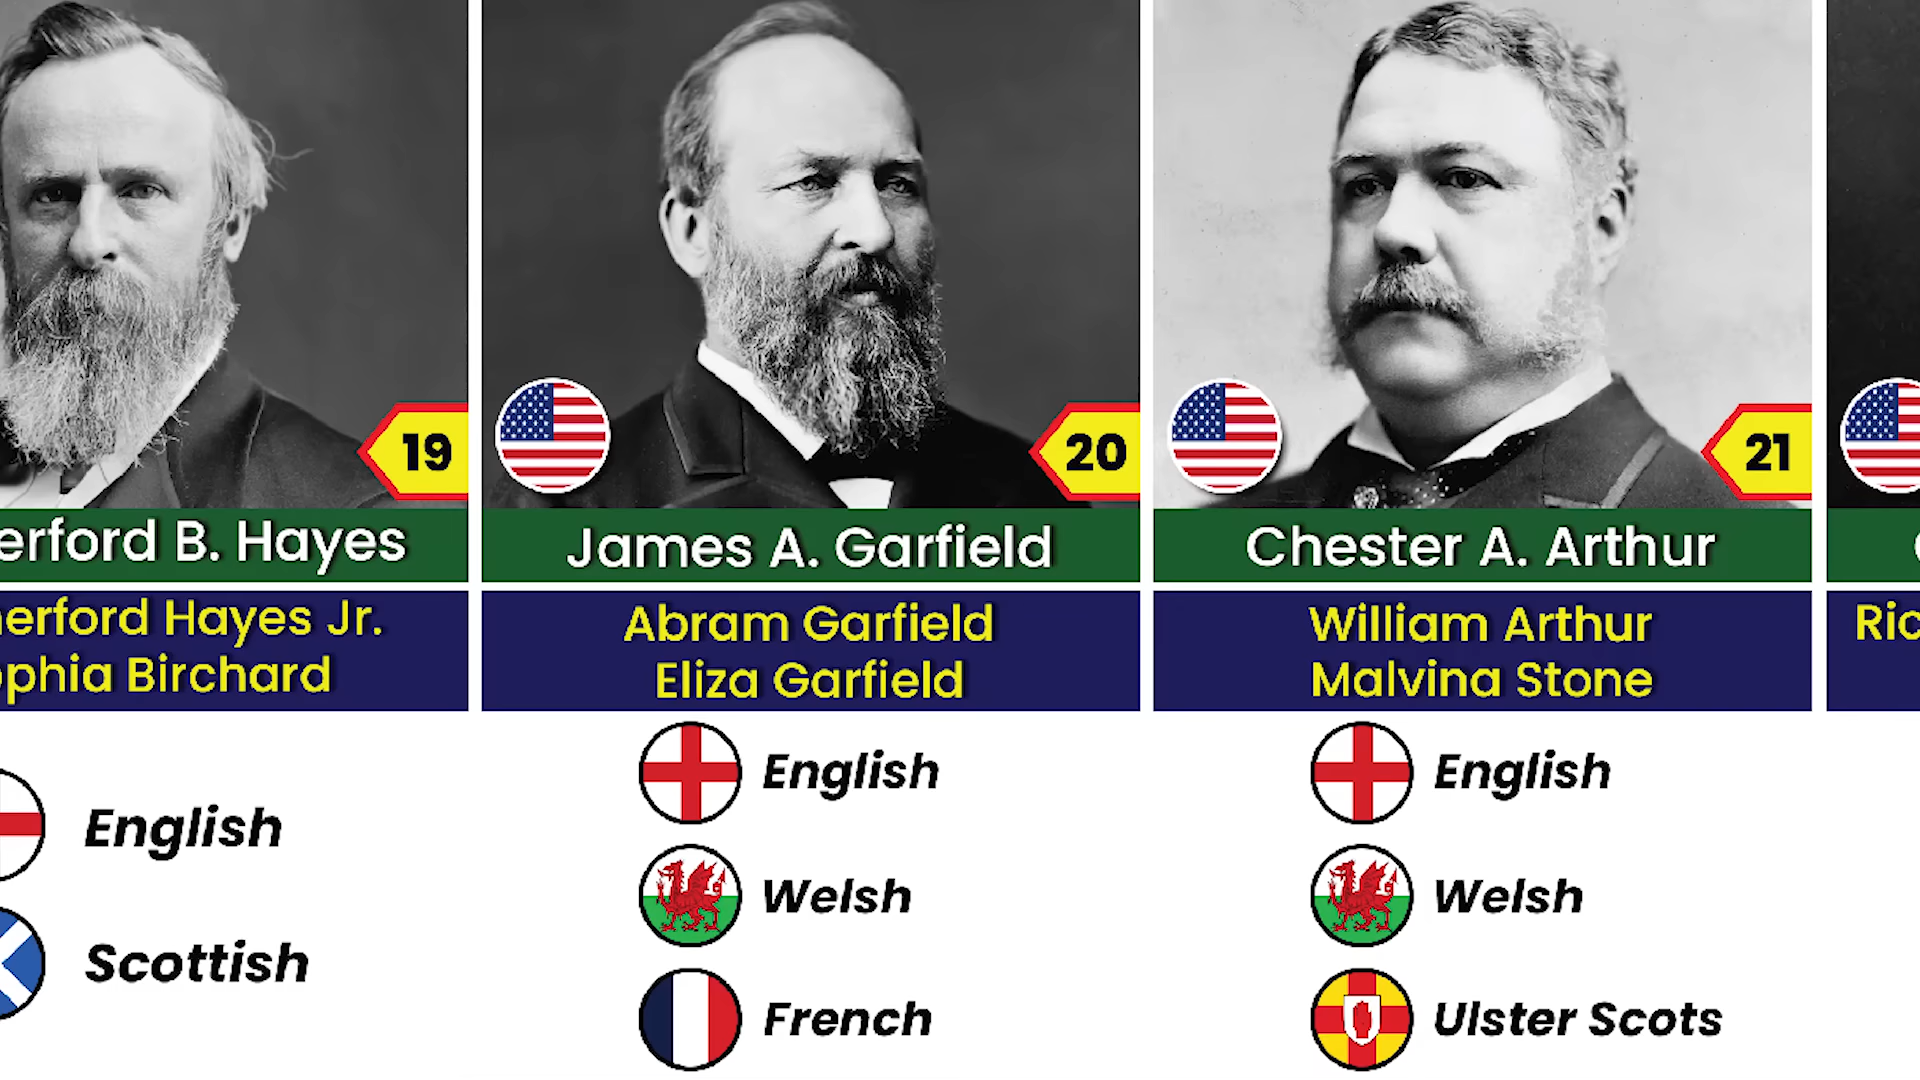 19
erford B. Hayes
erford Hayes Jr.
phia Birchard
English
Scottish
20
James A. Garfield
Abram Garfield
Eliza Garfield
English
Welsh
French
21
Chester A. Arthur
William Arthur
Malvina Stone
English
Welsh
Ulster Scots
Ric